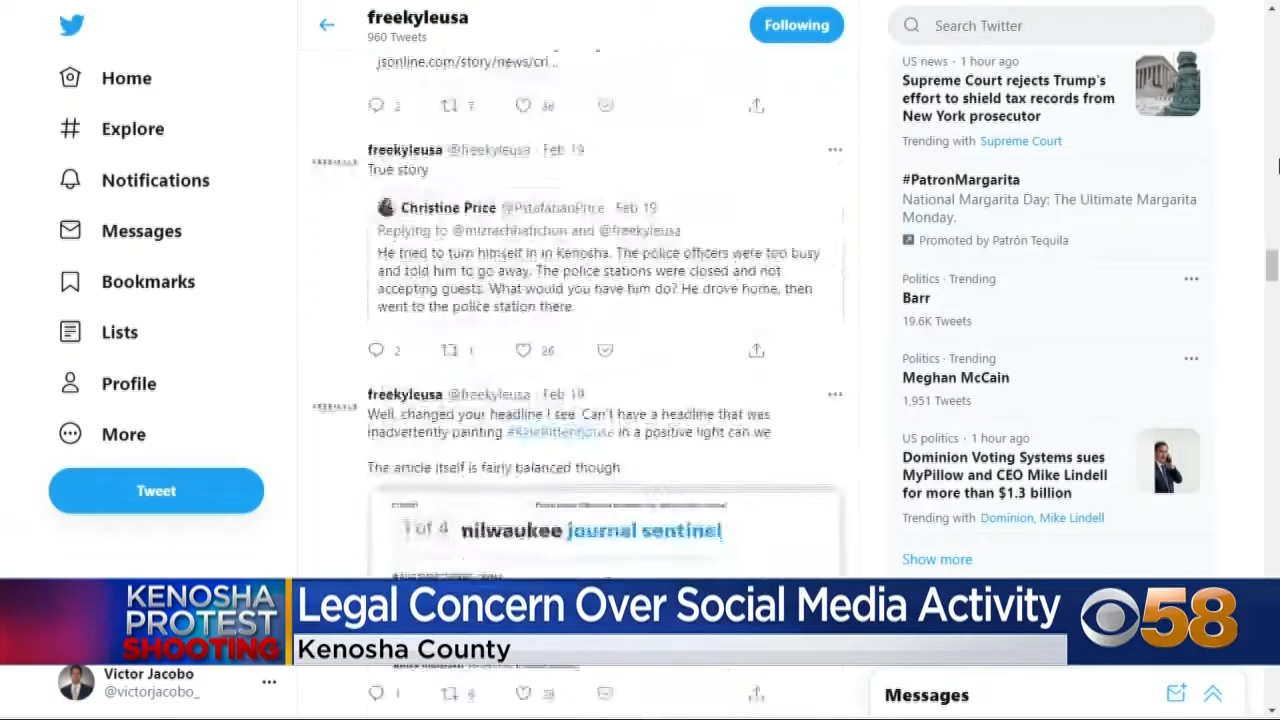 freekyleusa
960 Tweets
Following
Search Twitter
Home
Explore
Notifications
Messages
Bookmarks
Lists
Profile
More
Tweet
jsonline.com/story/news/cri...
freekyleusa @freekyleusa · Feb 19
True story
Christine Price Feb 19
Replying to and @freekyleusa
He tried to turn himself in in Kenosha. The police officers were too busy
and told him to go away. The police stations were closed and not
accepting guests. What would you have him do? He drove home, then
went to the police station there.
2 1 26
freekyleusa @freekyleusa · Feb 19
Well, changed your headline I see. Can't have a headline that was
inadvertently painting in a positive light can we
The article itself is fairly balanced though
1 of 4 milwaukee journal sentinel
US news · 1 hour ago
Supreme Court rejects Trump's
effort to shield tax records from
New York prosecutor
Trending with Supreme Court
#PatronMargarita
National Margarita Day: The Ultimate Margarita
Monday.
Promoted by Patrón Tequila
Politics · Trending
Barr
19.6K Tweets
Politics · Trending
Meghan McCain
1,951 Tweets
US politics · 1 hour ago
Dominion Voting Systems sues
MyPillow and CEO Mike Lindell
for more than $1.3 billion
Trending with Dominion, Mike Lindell
Show more
KENOSHA
PROTEST
SHOOTING
Legal Concern Over Social Media Activity
Kenosha County
58
Victor Jacobo
@victorjacobo_
Messages